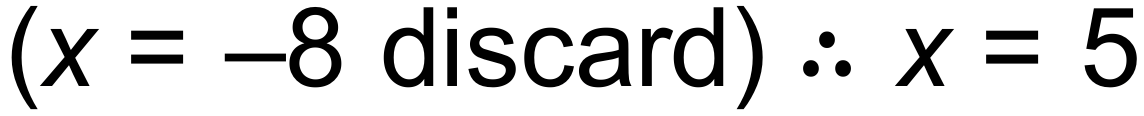 (x = −8 discard) ∴ x = 5